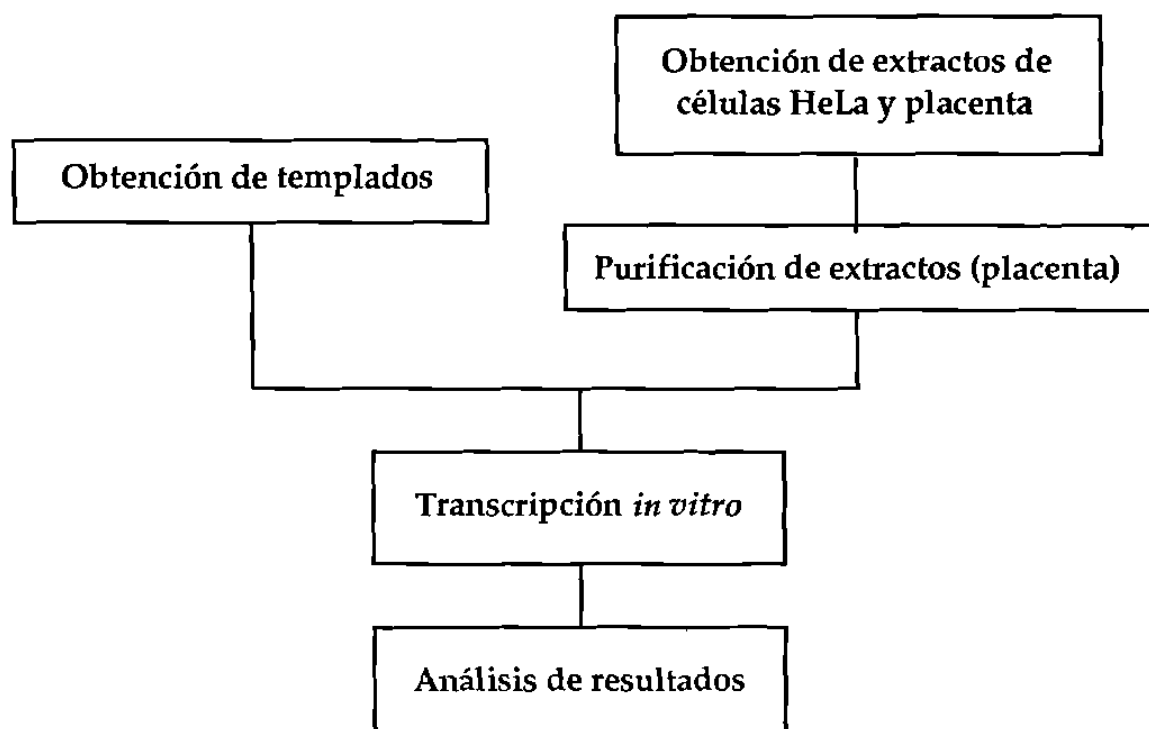 Obtención de extractos de
células HeLa y placenta
Obtención de templados
Purificación de extractos (placenta)
Transcripción in vitro
Análisis de resultados